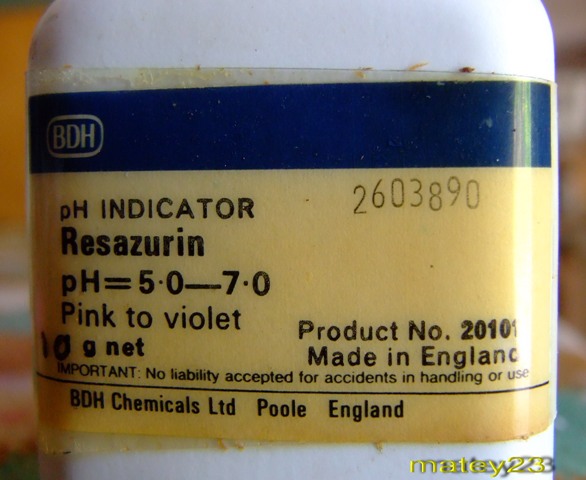 BDH
2603890
pH INDICATOR
Resazurin
pH=5·0—7·0
Pink to violet
10 g net
Product No. 20101
Made in England
IMPORTANT: No liability accepted for accidents in handling or use
BDH Chemicals Ltd Poole England
matey23